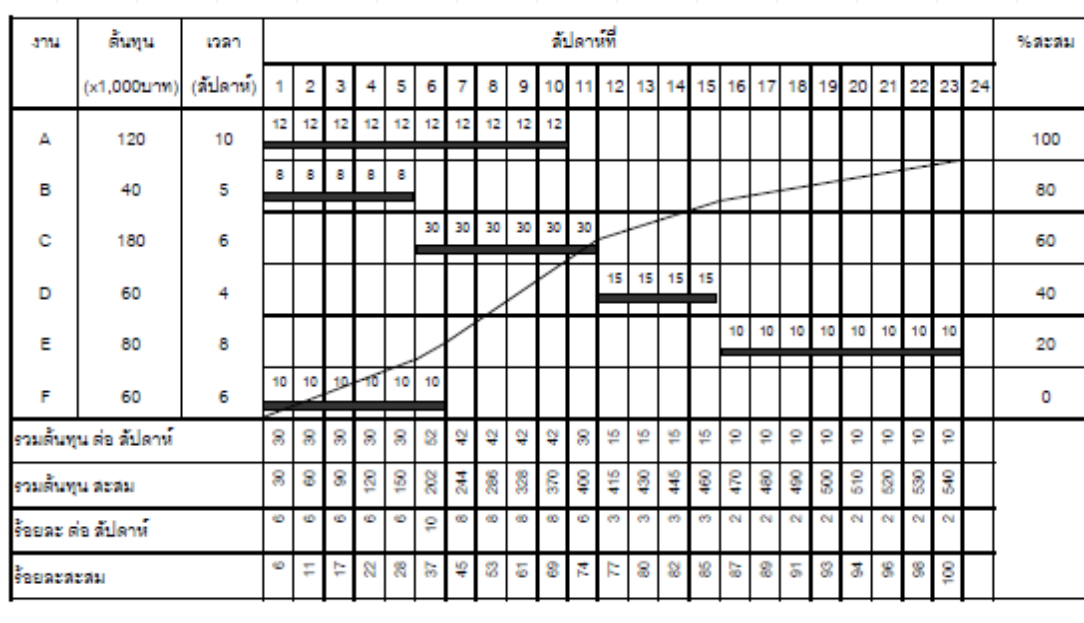 งาน ต้นทุน เวลา สัปดาห์ที่ %สะสม
(x1,000บาท) (สัปดาห์) 1 2 3 4 5 6 7 8 9 10 11 12 13 14 15 16 17 18 19 20 21 22 23 24
12 12 12 12 12 12 12 12 12 12
A 120 10 100
8 8 8 8 8
B 40 5 80
30 30 30 30 30 30
C 180 6 60
15 15 15 15
D 60 4 40
10 10 10 10 10 10 10 10
E 80 8 20
10 10 10 10 10 10
F 60 6 0
รวมต้นทุน ต่อ สัปดาห์ 30 30 30 30 30 52 42 42 42 42 30 15 15 15 15 10 10 10 10 10 10 10 10
รวมต้นทุน สะสม 30 60 90 120 150 202 244 286 328 370 400 415 430 445 460 470 480 490 500 510 520 530 540
ร้อยละ ต่อ สัปดาห์ 6 6 6 6 6 10 8 8 8 8 6 3 3 3 3 2 2 2 2 2 2 2 2
ร้อยละสะสม 6 11 17 22 28 37 45 53 61 69 74 77 80 82 85 87 89 91 93 94 96 98 100